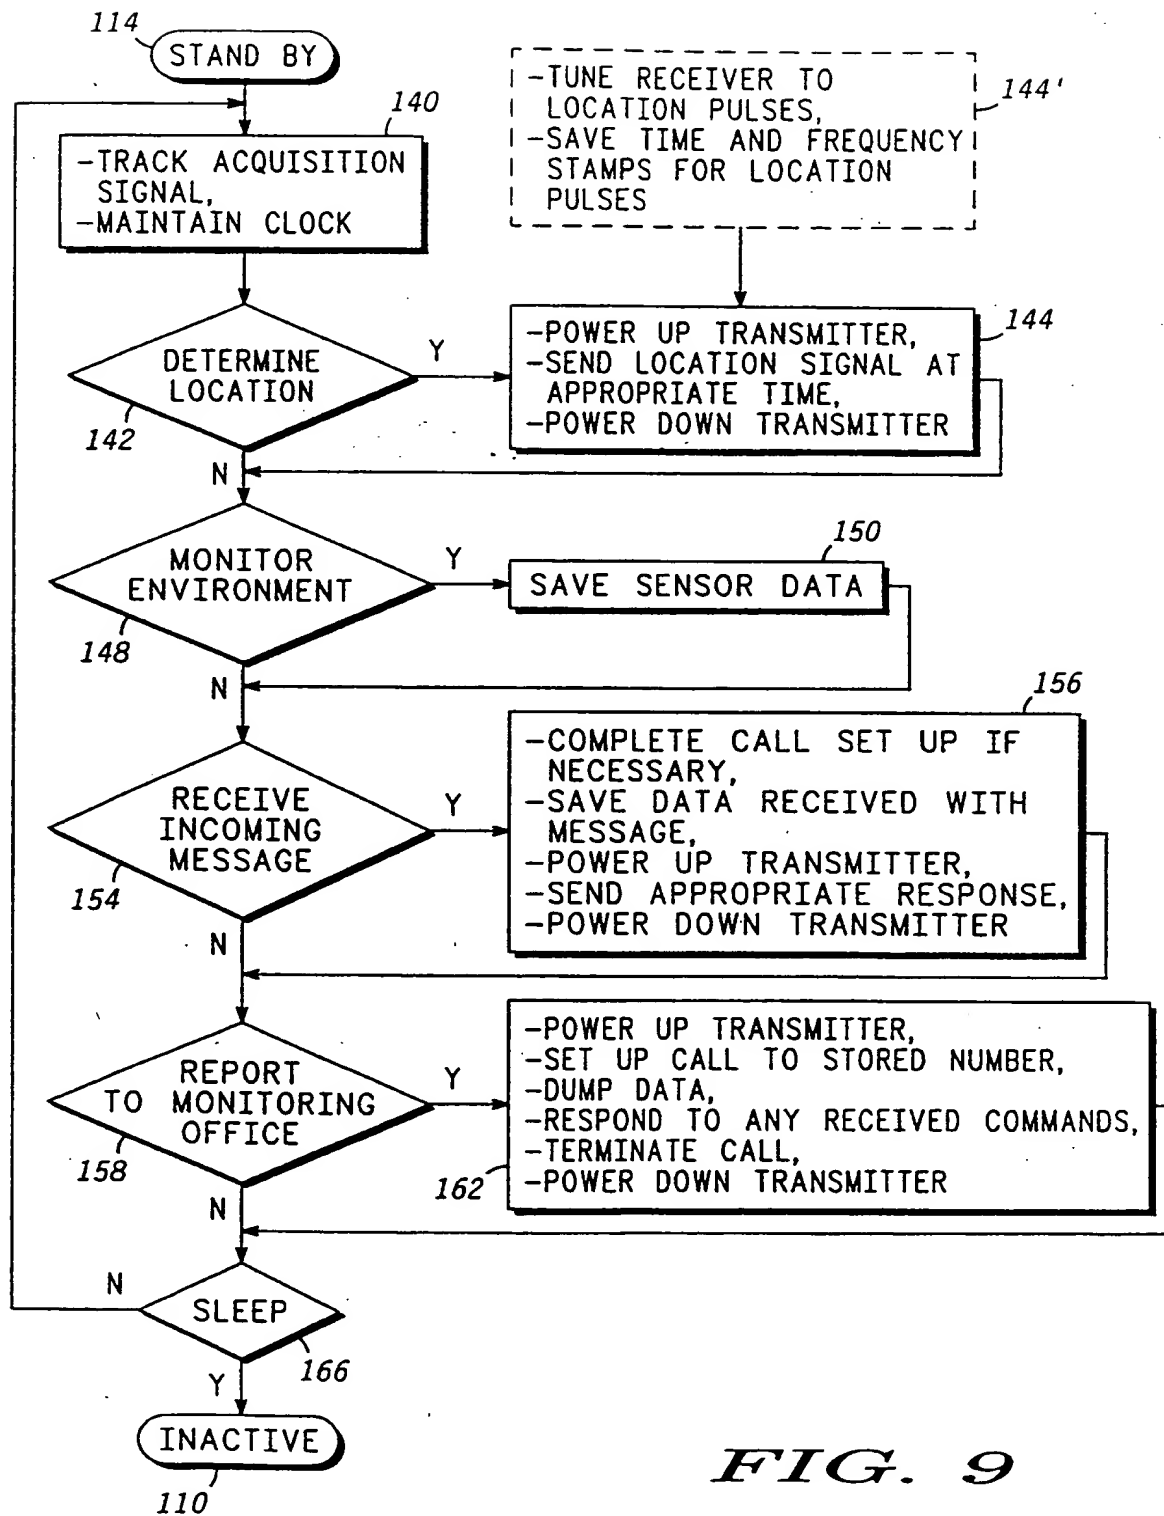 114
STAND BY
-TUNE RECEIVER TO
LOCATION PULSES,
-SAVE TIME AND FREQUENCY
STAMPS FOR LOCATION
PULSES
144'
140
-TRACK ACQUISITION
SIGNAL,
-MAINTAIN CLOCK
DETERMINE
LOCATION
142
Y
N
-POWER UP TRANSMITTER,
-SEND LOCATION SIGNAL AT
APPROPRIATE TIME,
-POWER DOWN TRANSMITTER
144
MONITOR
ENVIRONMENT
148
Y
N
150
SAVE SENSOR DATA
RECEIVE
INCOMING
MESSAGE
154
Y
N
156
-COMPLETE CALL SET UP IF
NECESSARY,
-SAVE DATA RECEIVED WITH
MESSAGE,
-POWER UP TRANSMITTER,
-SEND APPROPRIATE RESPONSE,
-POWER DOWN TRANSMITTER
REPORT
TO MONITORING
OFFICE
158
Y
N
-POWER UP TRANSMITTER,
-SET UP CALL TO STORED NUMBER,
-DUMP DATA,
-RESPOND TO ANY RECEIVED COMMANDS,
-TERMINATE CALL,
-POWER DOWN TRANSMITTER
162
N
SLEEP
166
Y
INACTIVE
110
FIG. 9